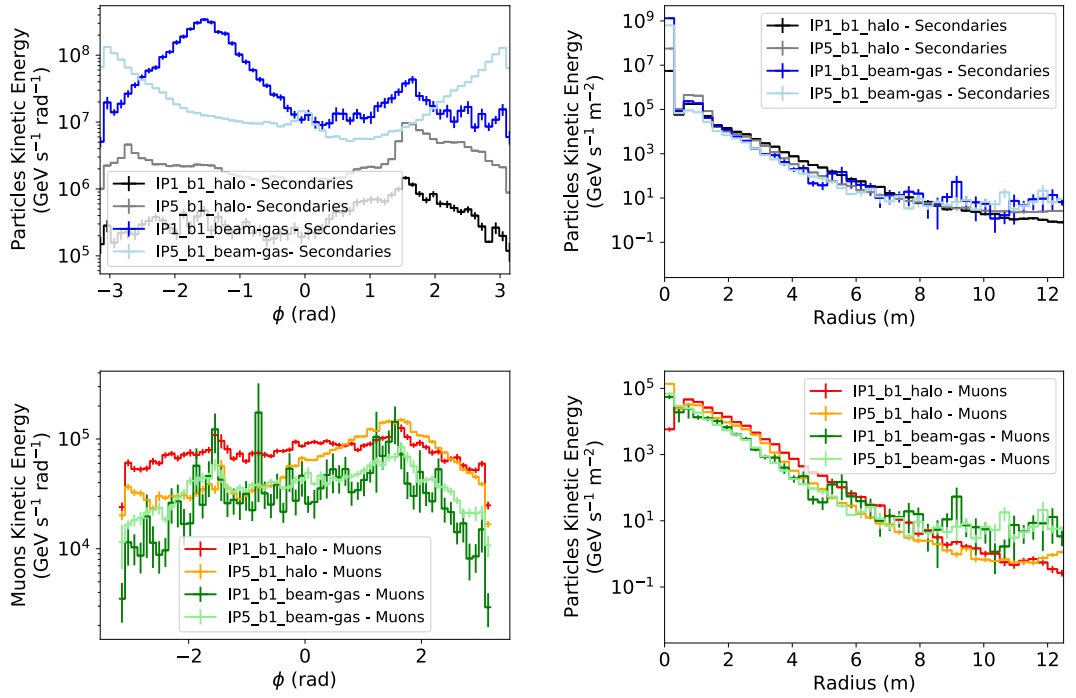 Particles Kinetic Energy
(GeV s⁻¹ rad⁻¹)
10⁸
10⁷
10⁶
10⁵
IP1_b1_halo - Secondaries
IP5_b1_halo- Secondaries
IP1_b1_beam-gas - Secondaries
IP5_b1_beam-gas- Secondaries
−3 −2 −1 0 1 2 3
ϕ (rad)
Particles Kinetic Energy
(GeV s⁻¹ m⁻²)
10⁹
10⁷
10⁵
10³
10¹
10⁻¹
IP1_b1_halo - Secondaries
IP5_b1_halo - Secondaries
IP1_b1_beam-gas - Secondaries
IP5_b1_beam-gas - Secondaries
0 2 4 6 8 10 12
Radius (m)
Muons Kinetic Energy
(GeV s⁻¹ rad⁻¹)
10⁵
10⁴
IP1_b1_halo - Muons
IP5_b1_halo - Muons
IP1_b1_beam-gas - Muons
IP5_b1_beam-gas - Muons
−2 0 2
ϕ (rad)
Particles Kinetic Energy
(GeV s⁻¹ m⁻²)
10⁵
10³
10¹
10⁻¹
IP1_b1_halo - Muons
IP5_b1_halo - Muons
IP1_b1_beam-gas - Muons
IP5_b1_beam-gas - Muons
0 2 4 6 8 10 12
Radius (m)